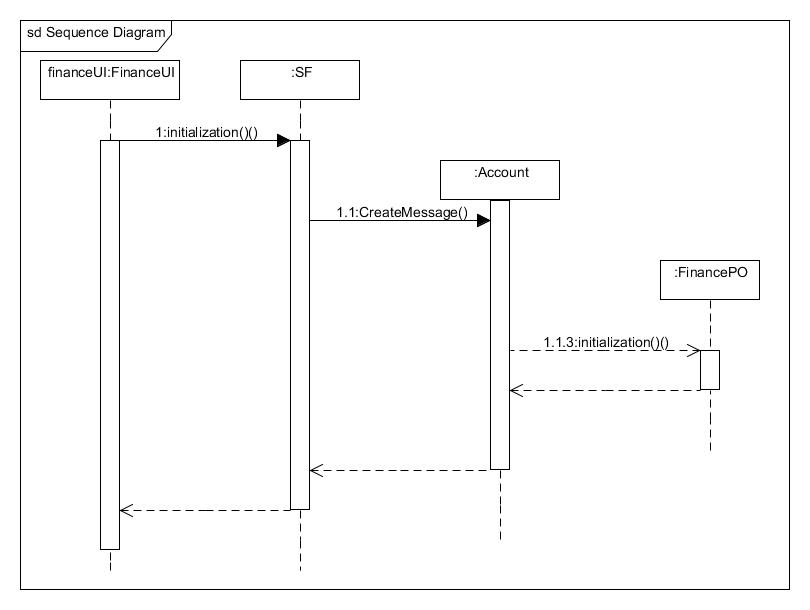 sd Sequence Diagram
financeUI:FinanceUI
:SF
1:initialization()()
:Account
1.1:CreateMessage()
:FinancePO
1.1.3:initialization()()